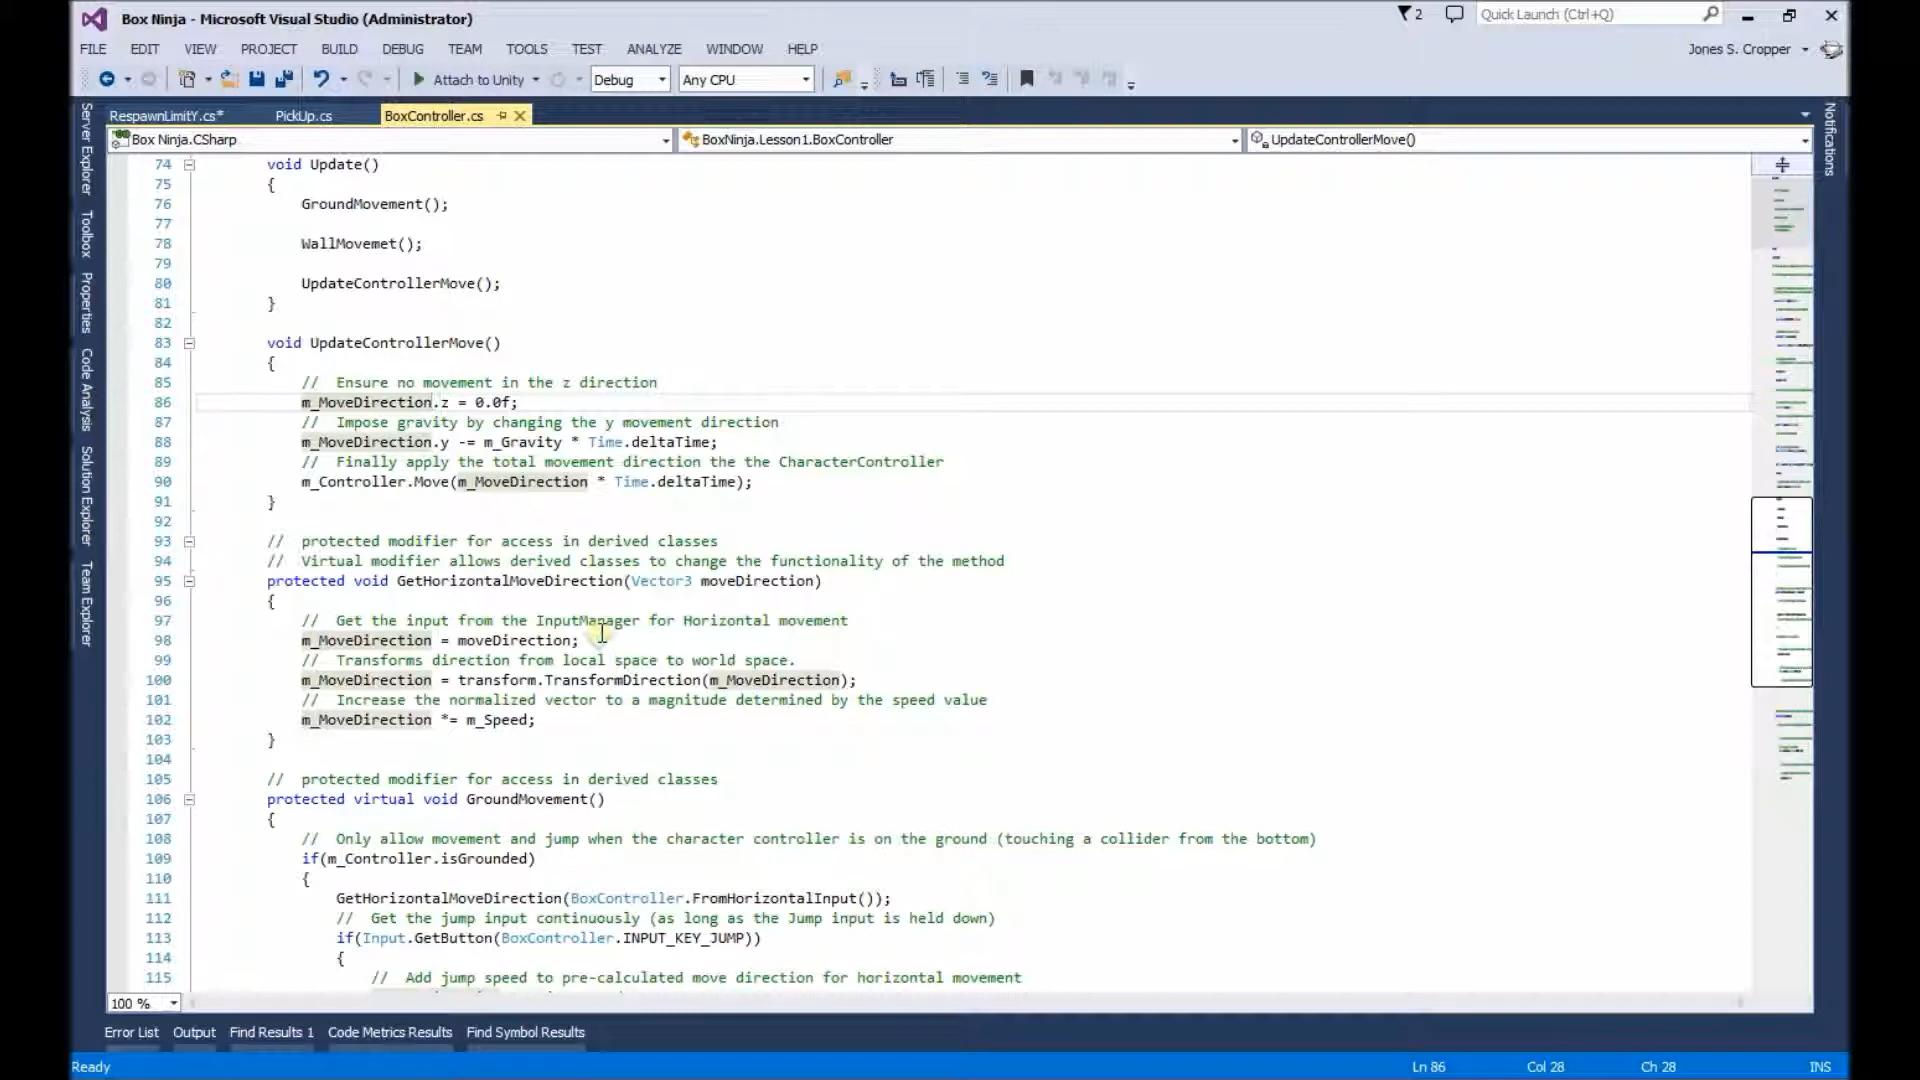 Box Ninja - Microsoft Visual Studio (Administrator)
2
Quick Launch (Ctrl+Q)
FILE EDIT VIEW PROJECT BUILD DEBUG TEAM TOOLS TEST ANALYZE WINDOW HELP
Jones S. Cropper
Attach to Unity
Debug
Any CPU
RespawnLimitY.cs*
PickUp.cs
BoxController.cs
Box Ninja.CSharp
BoxNinja.Lesson1.BoxController
UpdateControllerMove()
Server Explorer
Toolbox
Properties
Code Analysis
Solution Explorer
Team Explorer
Notifications
74 void Update()
75 {
76 GroundMovement();
77
78 WallMovemet();
79
80 UpdateControllerMove();
81 }
82
83 void UpdateControllerMove()
84 {
85 // Ensure no movement in the z direction
86 m_MoveDirection.z = 0.0f;
87 // Impose gravity by changing the y movement direction
88 m_MoveDirection.y -= m_Gravity * Time.deltaTime;
89 // Finally apply the total movement direction the the CharacterController
90 m_Controller.Move(m_MoveDirection * Time.deltaTime);
91 }
92
93 // protected modifier for access in derived classes
94 // Virtual modifier allows derived classes to change the functionality of the method
95 protected void GetHorizontalMoveDirection(Vector3 moveDirection)
96 {
97 // Get the input from the InputManager for Horizontal movement
98 m_MoveDirection = moveDirection;
99 // Transforms direction from local space to world space.
100 m_MoveDirection = transform.TransformDirection(m_MoveDirection);
101 // Increase the normalized vector to a magnitude determined by the speed value
102 m_MoveDirection *= m_Speed;
103 }
104
105 // protected modifier for access in derived classes
106 protected virtual void GroundMovement()
107 {
108 // Only allow movement and jump when the character controller is on the ground (touching a collider from the bottom)
109 if(m_Controller.isGrounded)
110 {
111 GetHorizontalMoveDirection(BoxController.FromHorizontalInput());
112 // Get the jump input continuously (as long as the Jump input is held down)
113 if(Input.GetButton(BoxController.INPUT_KEY_JUMP))
114 {
115 // Add jump speed to pre-calculated move direction for horizontal movement
100 %
Error List Output Find Results 1 Code Metrics Results Find Symbol Results
Ready
Ln 86
Col 28
Ch 28
INS